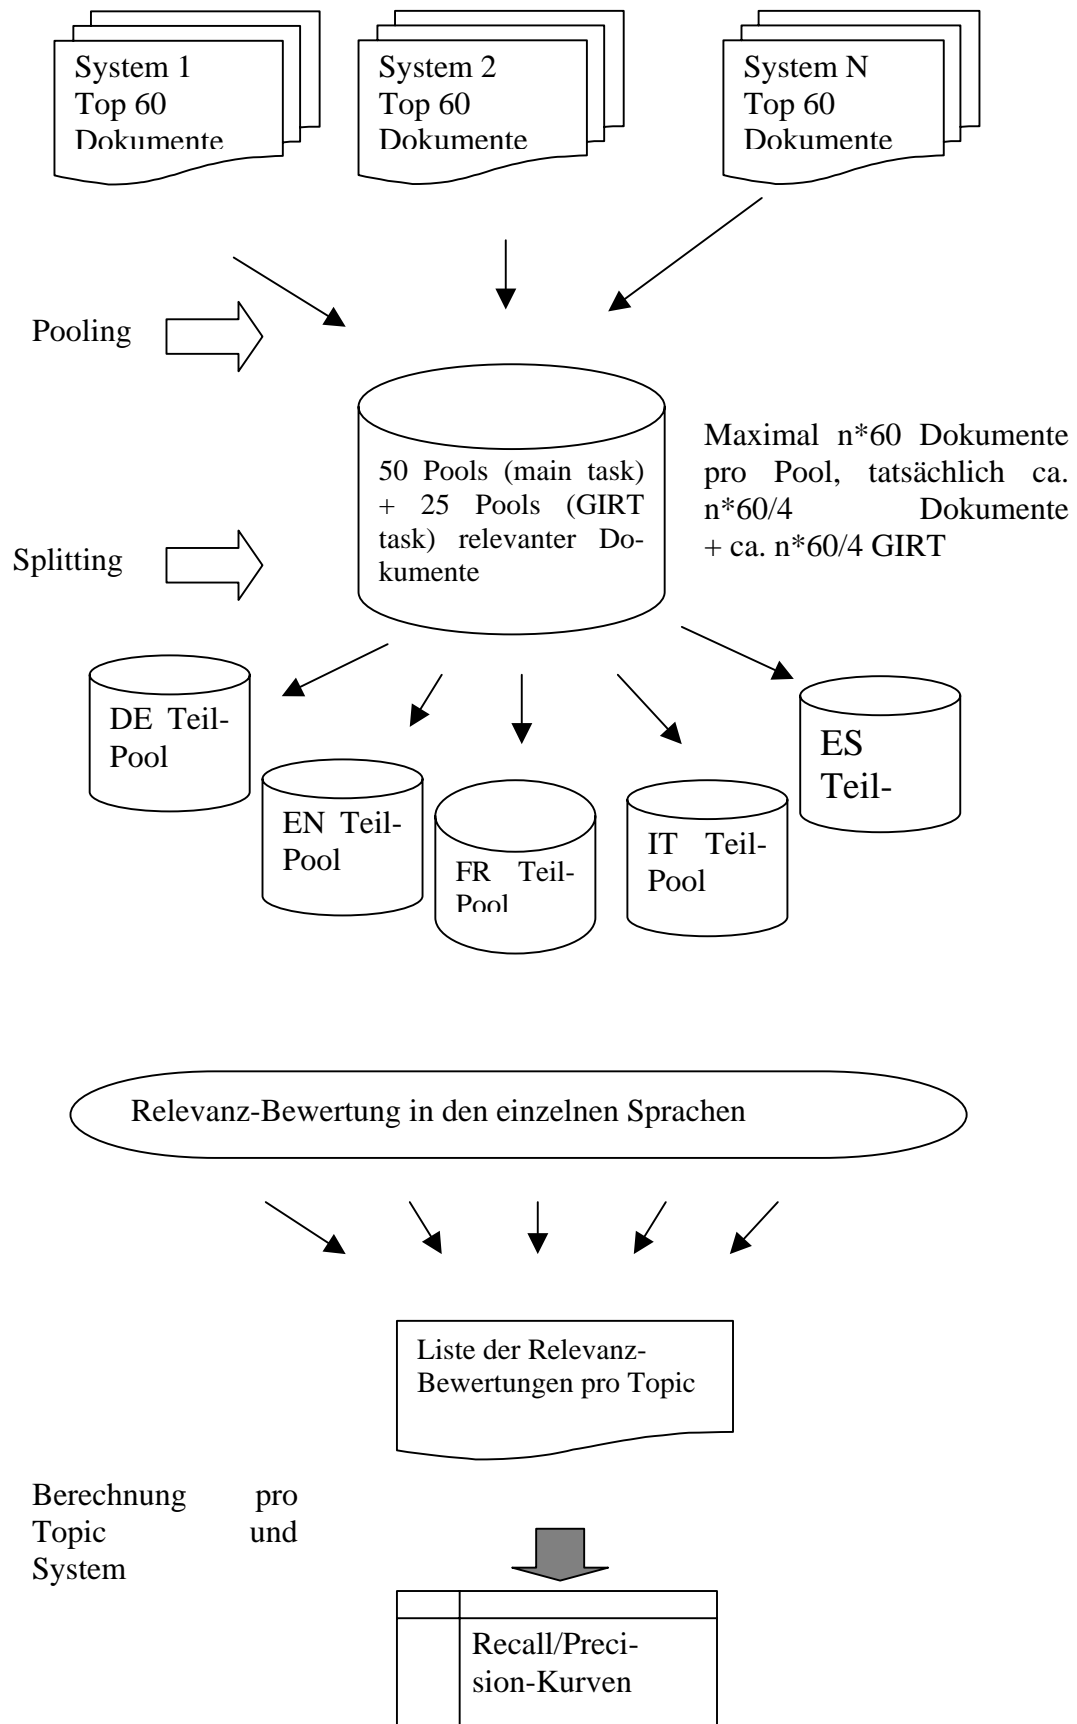 System 1
Top 60
Dokumente
System 2
Top 60
Dokumente
System N
Top 60
Dokumente
Pooling
50 Pools (main task)
+ 25 Pools (GIRT
task) relevanter Do-
kumente
Maximal n*60 Dokumente
pro Pool, tatsächlich ca.
n*60/4 Dokumente
+ ca. n*60/4 GIRT
Splitting
DE Teil-
Pool
EN Teil-
Pool
FR Teil-
Pool
IT Teil-
Pool
ES
Teil-
Relevanz-Bewertung in den einzelnen Sprachen
Liste der Relevanz-
Bewertungen pro Topic
Berechnung pro
Topic und
System
Recall/Preci-
sion-Kurven